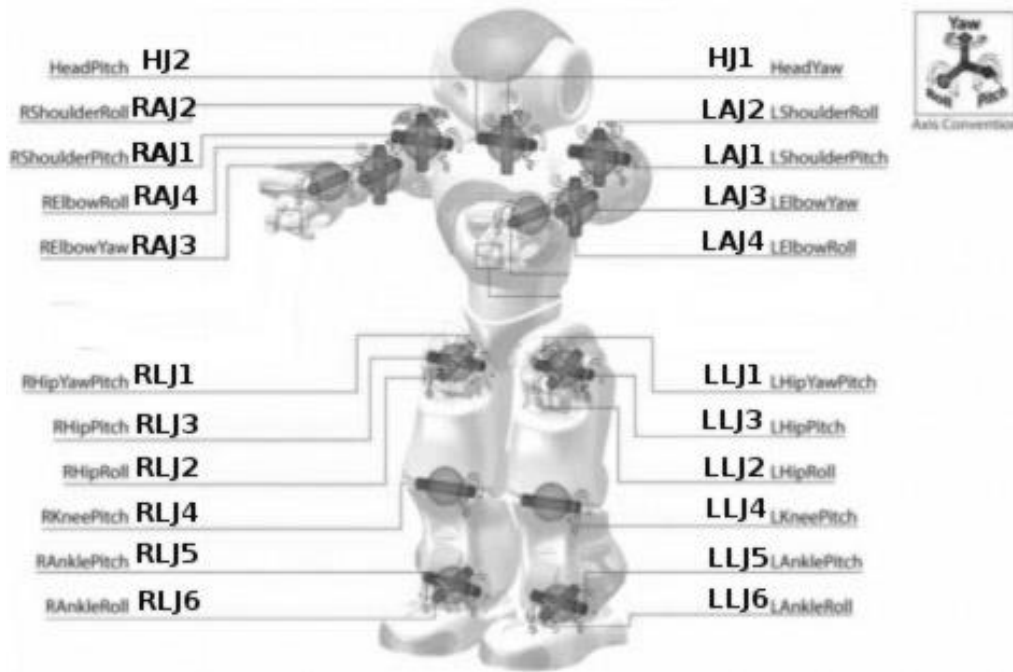 Yaw
Roll
Pitch
Axis Convention
HeadPitch HJ2
HJ1 HeadYaw
RShoulderRoll RAJ2
LAJ2 LShoulderRoll
RShoulderPitch RAJ1
LAJ1 LShoulderPitch
RElbowRoll RAJ4
LAJ3 LElbowYaw
RElbowYaw RAJ3
LAJ4 LElbowRoll
RHipYawPitch RLJ1
LLJ1 LHipYawPitch
RHipPitch RLJ3
LLJ3 LHipPitch
RHipRoll RLJ2
LLJ2 LHipRoll
RKneePitch RLJ4
LLJ4 LKneePitch
RAnklePitch RLJ5
LLJ5 LAnklePitch
RAnkleRoll RLJ6
LLJ6 LAnkleRoll